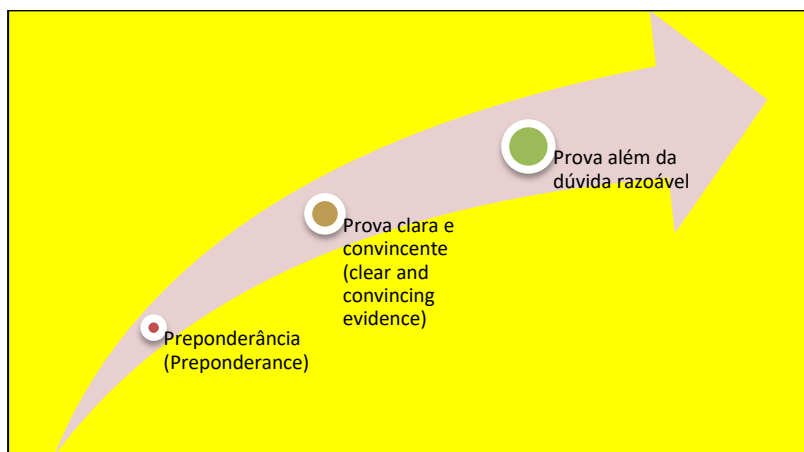 Prova além da
dúvida razoável
Prova clara e
convincente
(clear and
convincing
evidence)
Preponderância
(Preponderance)